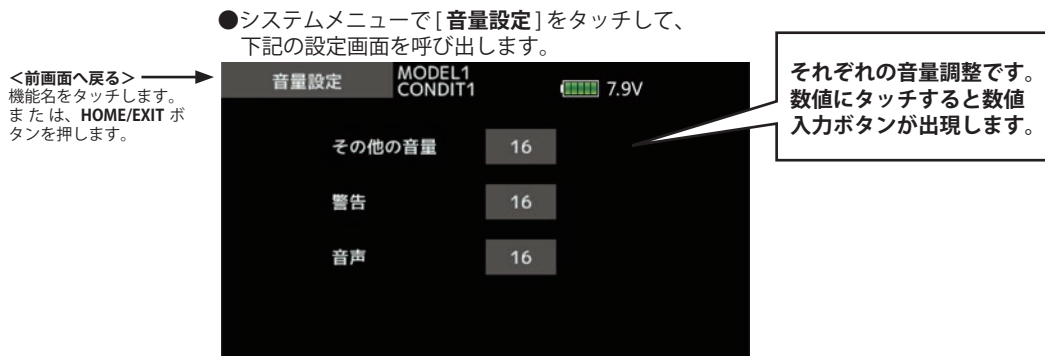 ●システムメニューで[音量設定]をタッチして、
下記の設定画面を呼び出します。
<前画面へ戻る>
機能名をタッチします。
または、HOME/EXIT ボ
タンを押します。
音量設定
MODEL1
CONDIT1
7.9V
その他の音量 16
警告 16
音声 16
それぞれの音量調整です。
数値にタッチすると数値
入力ボタンが出現します。